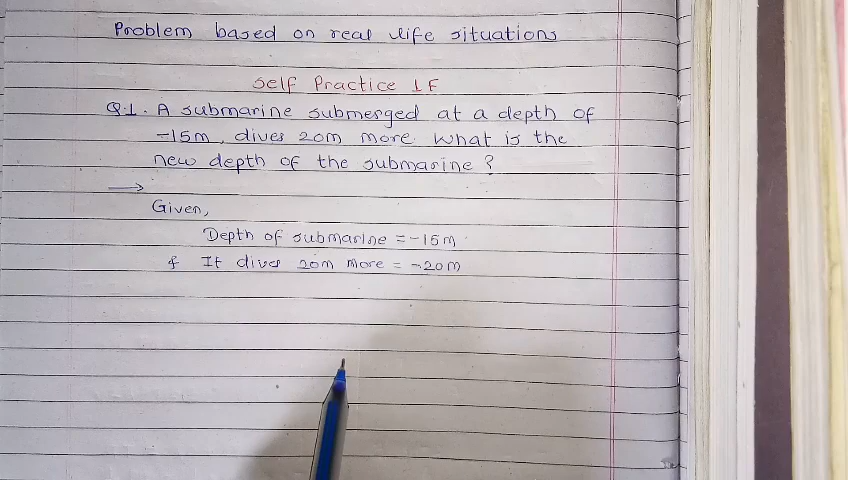 Problem based on real life situations
Self Practice 1F
Q.1. A submarine submerged at a depth of
-15m, dives 20m more. What is the
new depth of the submarine?
→
Given,
Depth of submarine = -15m
& It dives 20m more = -20m